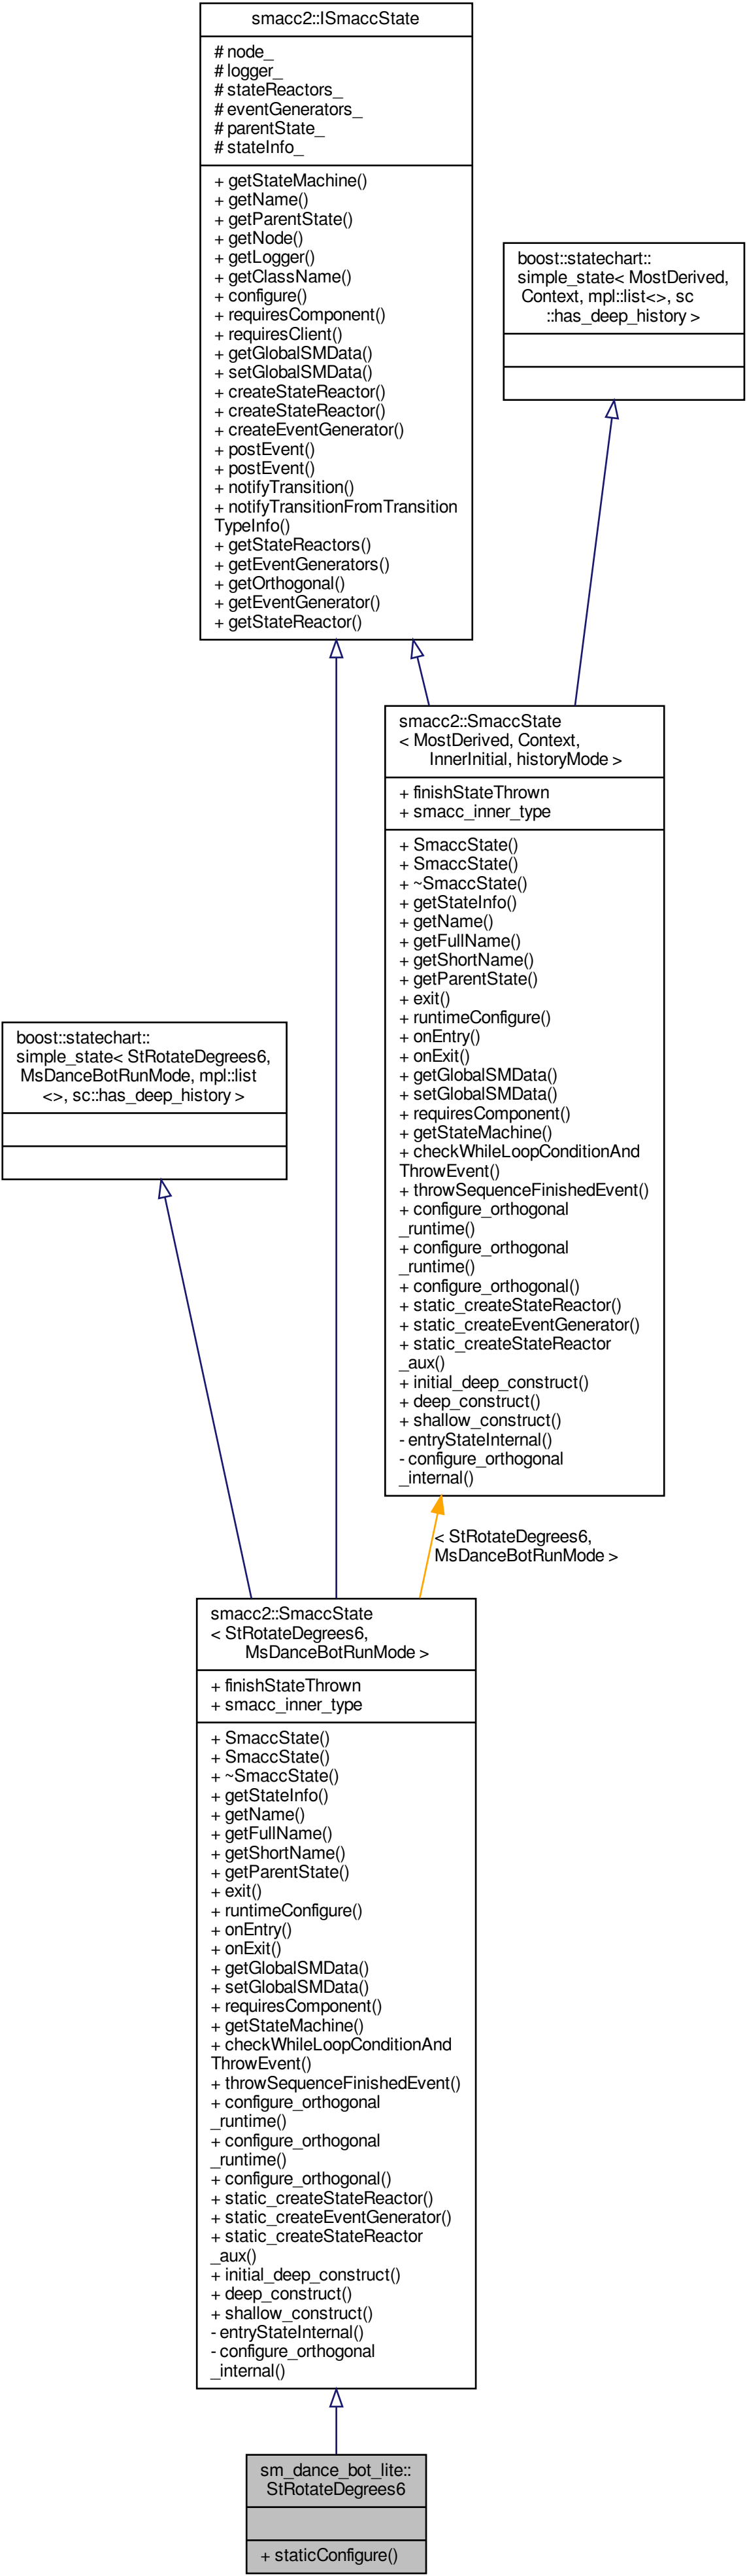 smacc2::ISmaccState
# node_
# logger_
# stateReactors_
# eventGenerators_
# parentState_
# stateInfo_
+ getStateMachine()
+ getName()
+ getParentState()
+ getNode()
+ getLogger()
+ getClassName()
+ configure()
+ requiresComponent()
+ requiresClient()
+ getGlobalSMData()
+ setGlobalSMData()
+ createStateReactor()
+ createStateReactor()
+ createEventGenerator()
+ postEvent()
+ postEvent()
+ notifyTransition()
+ notifyTransitionFromTransition
TypeInfo()
+ getStateReactors()
+ getEventGenerators()
+ getOrthogonal()
+ getEventGenerator()
+ getStateReactor()
boost::statechart::
simple_state< MostDerived,
Context, mpl::list<>, sc
::has_deep_history >
smacc2::SmaccState
< MostDerived, Context,
InnerInitial, historyMode >
+ finishStateThrown
+ smacc_inner_type
+ SmaccState()
+ SmaccState()
+ ~SmaccState()
+ getStateInfo()
+ getName()
+ getFullName()
+ getShortName()
+ getParentState()
+ exit()
+ runtimeConfigure()
+ onEntry()
+ onExit()
+ getGlobalSMData()
+ setGlobalSMData()
+ requiresComponent()
+ getStateMachine()
+ checkWhileLoopConditionAnd
ThrowEvent()
+ throwSequenceFinishedEvent()
+ configure_orthogonal
_runtime()
+ configure_orthogonal
_runtime()
+ configure_orthogonal()
+ static_createStateReactor()
+ static_createEventGenerator()
+ static_createStateReactor
_aux()
+ initial_deep_construct()
+ deep_construct()
+ shallow_construct()
- entryStateInternal()
- configure_orthogonal
_internal()
boost::statechart::
simple_state< StRotateDegrees6,
MsDanceBotRunMode, mpl::list
<>, sc::has_deep_history >
< StRotateDegrees6,
MsDanceBotRunMode >
smacc2::SmaccState
< StRotateDegrees6,
MsDanceBotRunMode >
+ finishStateThrown
+ smacc_inner_type
+ SmaccState()
+ SmaccState()
+ ~SmaccState()
+ getStateInfo()
+ getName()
+ getFullName()
+ getShortName()
+ getParentState()
+ exit()
+ runtimeConfigure()
+ onEntry()
+ onExit()
+ getGlobalSMData()
+ setGlobalSMData()
+ requiresComponent()
+ getStateMachine()
+ checkWhileLoopConditionAnd
ThrowEvent()
+ throwSequenceFinishedEvent()
+ configure_orthogonal
_runtime()
+ configure_orthogonal
_runtime()
+ configure_orthogonal()
+ static_createStateReactor()
+ static_createEventGenerator()
+ static_createStateReactor
_aux()
+ initial_deep_construct()
+ deep_construct()
+ shallow_construct()
- entryStateInternal()
- configure_orthogonal
_internal()
sm_dance_bot_lite::
StRotateDegrees6
+ staticConfigure()